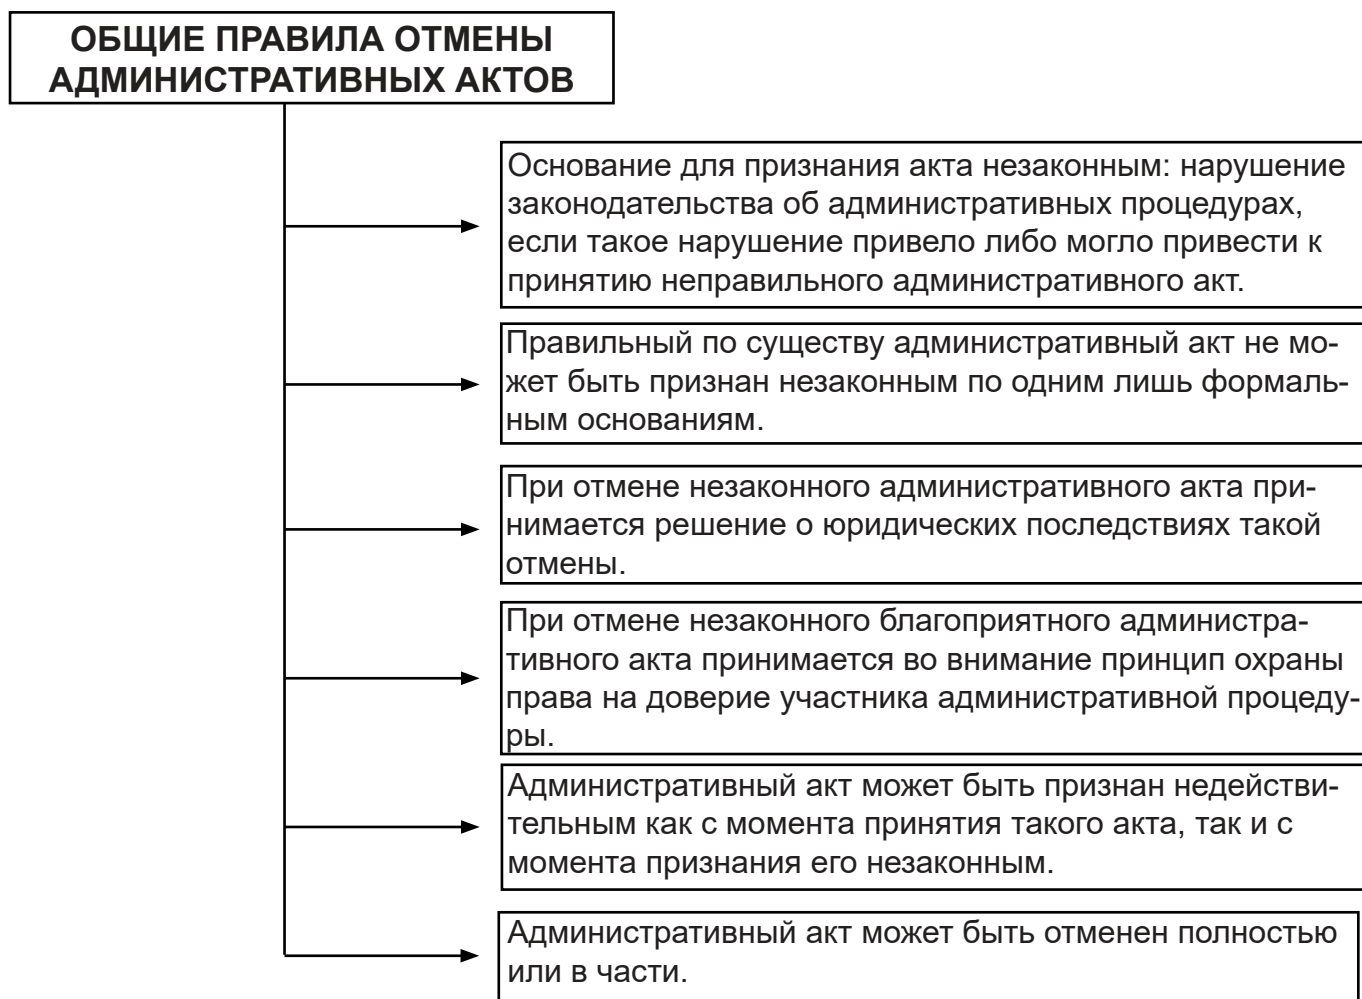 ОБЩИЕ ПРАВИЛА ОТМЕНЫ
АДМИНИСТРАТИВНЫХ АКТОВ
Основание для признания акта незаконным: нарушение
законодательства об административных процедурах,
если такое нарушение привело либо могло привести к
принятию неправильного административного акт.
Правильный по существу административный акт не мо-
жет быть признан незаконным по одним лишь формаль-
ным основаниям.
При отмене незаконного административного акта при-
нимается решение о юридических последствиях такой
отмены.
При отмене незаконного благоприятного администра-
тивного акта принимается во внимание принцип охраны
права на доверие участника административной процеду-
ры.
Административный акт может быть признан недействи-
тельным как с момента принятия такого акта, так и с
момента признания его незаконным.
Административный акт может быть отменен полностью
или в части.